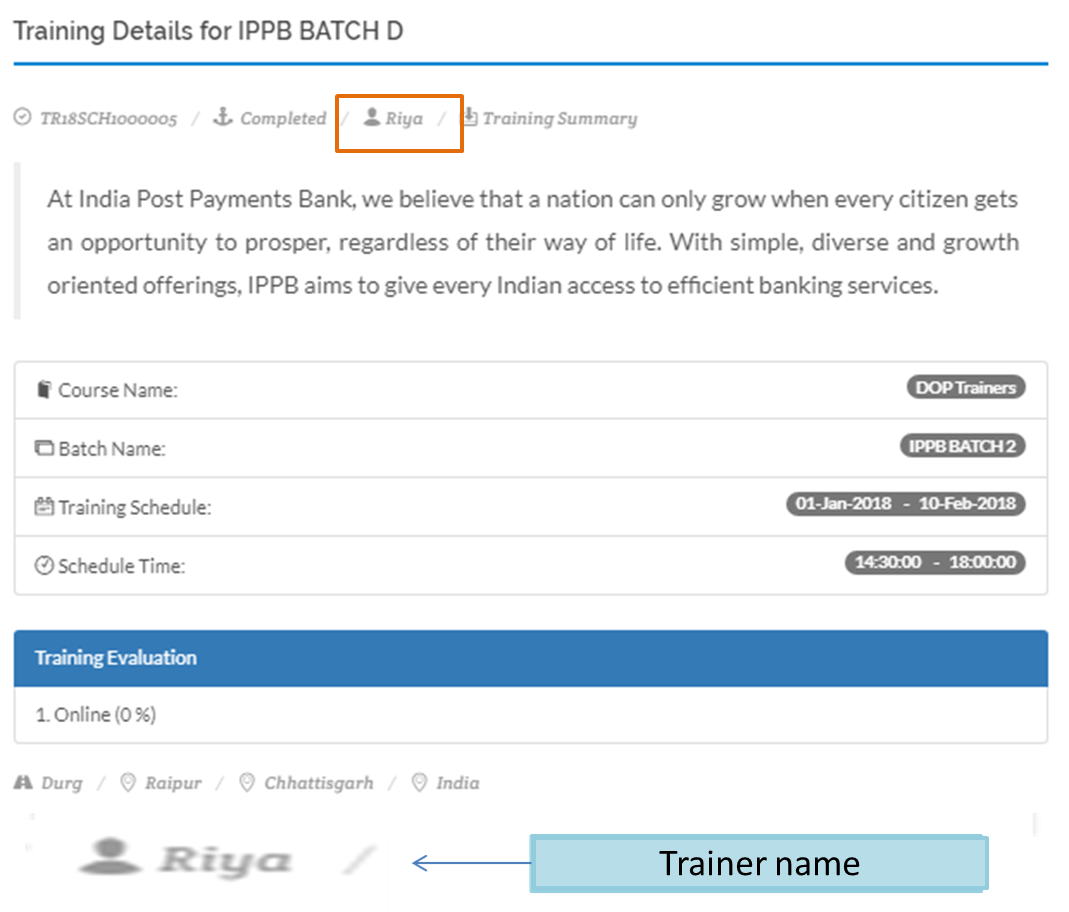 Training Details for IPPB BATCH D
TR18SCH1000005 / Completed / Riya / Training Summary
At India Post Payments Bank, we believe that a nation can only grow when every citizen gets
an opportunity to prosper, regardless of their way of life. With simple, diverse and growth
oriented offerings, IPPB aims to give every Indian access to efficient banking services.
Course Name: DOP Trainers
Batch Name: IPPB BATCH 2
Training Schedule: 01-Jan-2018 - 10-Feb-2018
Schedule Time: 14:30:00 - 18:00:00
Training Evaluation
1. Online (0 %)
Durg / Raipur / Chhattisgarh / India
Riya / Trainer name